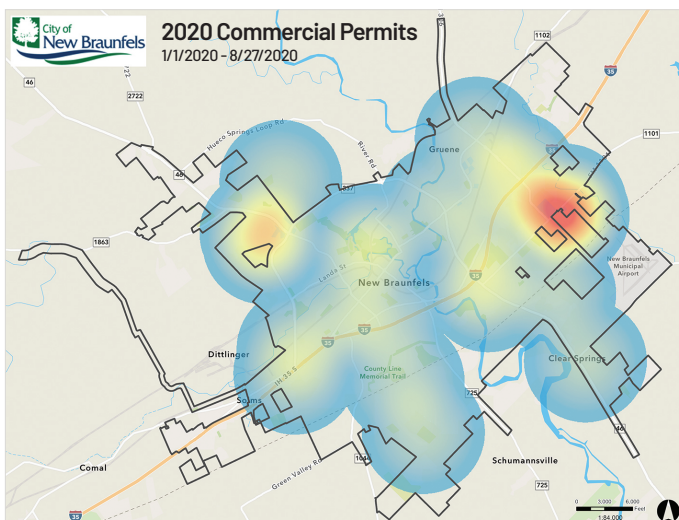 City of
New Braunfels
2020 Commercial Permits
1/1/2020 - 8/27/2020
1102
35
46
2722
1101
Hueco Springs Loop Rd
River Rd
Gruene
35
46
1863
New Braunfels
Municipal
Airport
Landa St
35
New Braunfels
35
35
Dittlinger
Clear Springs
County Line
Memorial Trail
IH 35 S
725
Solms
46
Comal
Green Valley Rd
Schumannsville
725
35
0 3,000 6,000
Feet
1:84,000